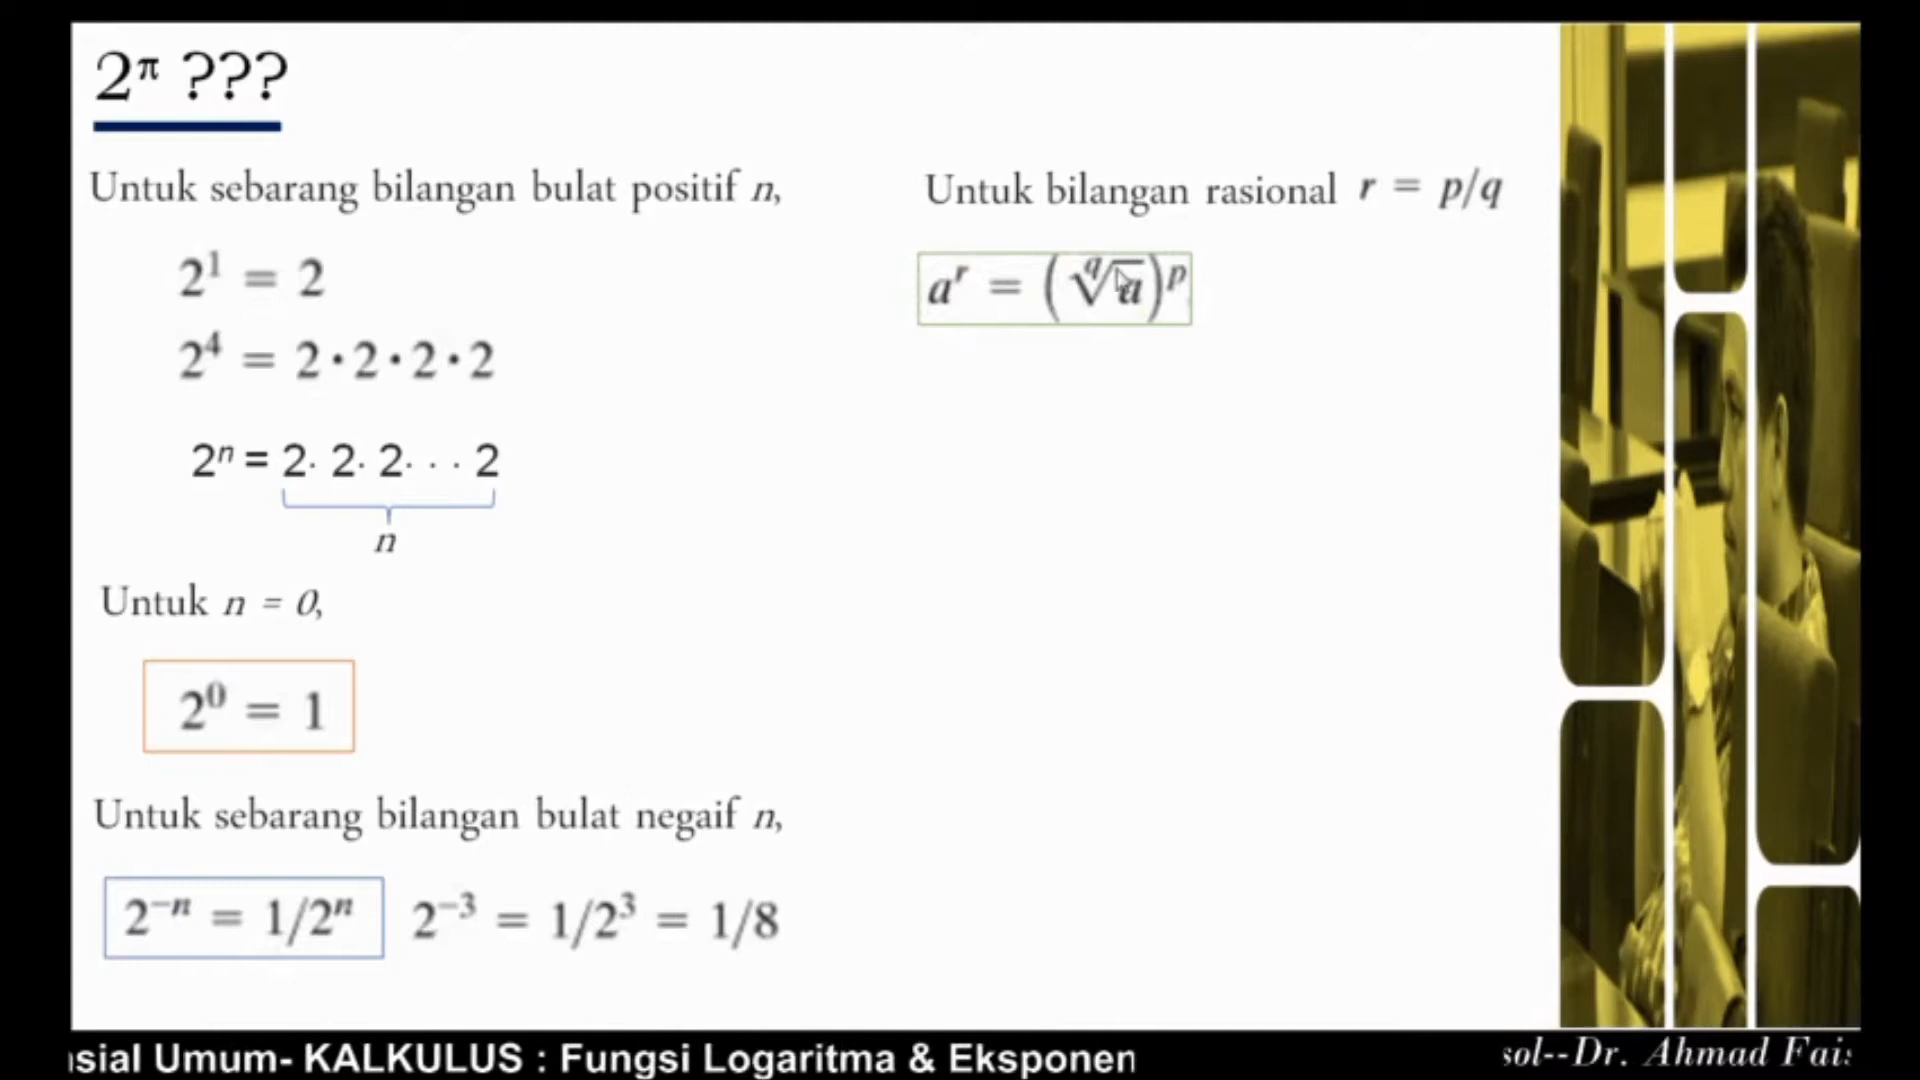 2^π ???
Untuk sebarang bilangan bulat positif n,
2^1 = 2
2^4 = 2 · 2 · 2 · 2
2^n = 2· 2· 2· · · 2
n
Untuk n = 0,
2^0 = 1
Untuk sebarang bilangan bulat negaif n,
2^−n = 1/2^n 2^−3 = 1/2^3 = 1/8
Untuk bilangan rasional r = p/q
a^r = (ᑫ√a)^p
sial Umum- KALKULUS : Fungsi Logaritma & Eksponen
sol--Dr. Ahmad Fai